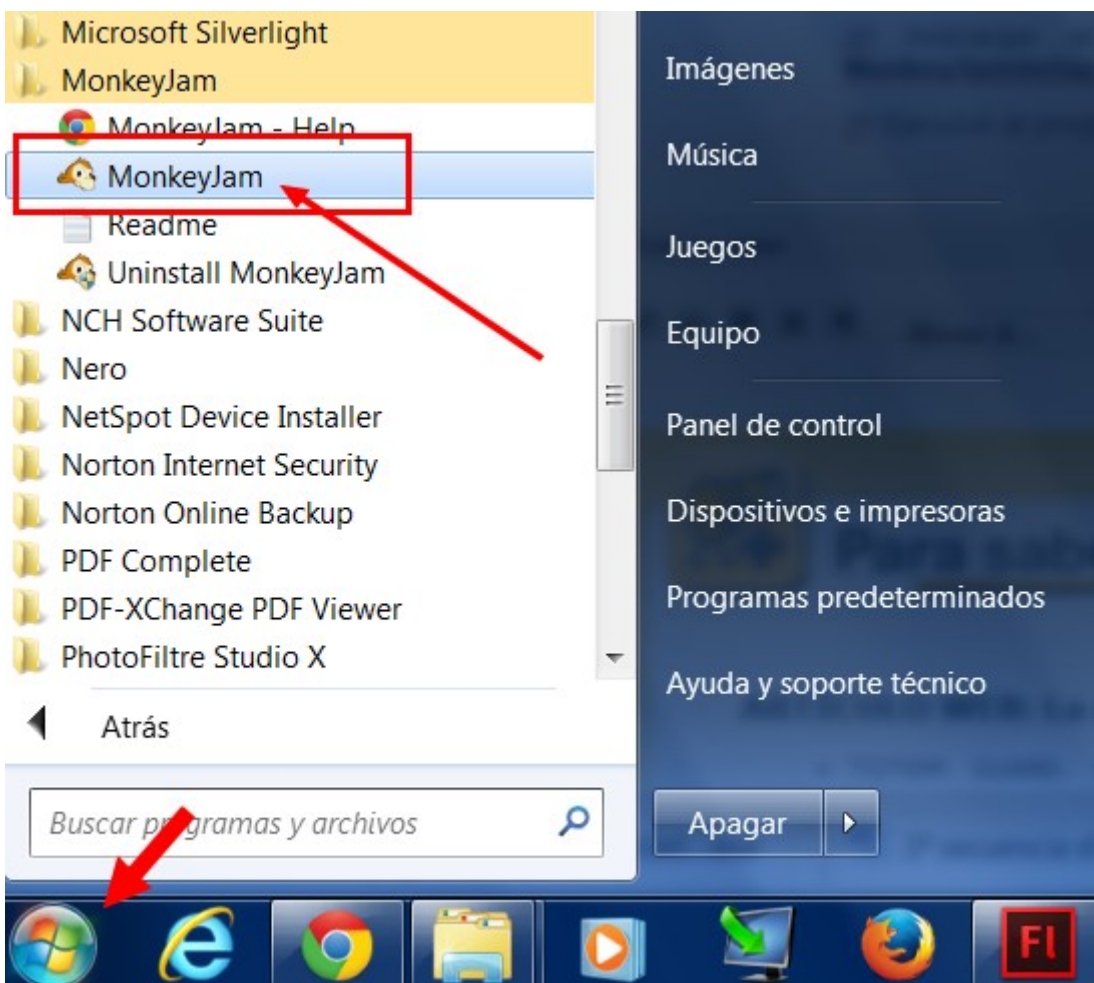 Microsoft Silverlight
MonkeyJam
MonkeyJam - Help
MonkeyJam
Readme
Uninstall MonkeyJam
NCH Software Suite
Nero
NetSpot Device Installer
Norton Internet Security
Norton Online Backup
PDF Complete
PDF-XChange PDF Viewer
PhotoFiltre Studio X
Atrás
Buscar programas y archivos
Imágenes
Música
Juegos
Equipo
Panel de control
Dispositivos e impresoras
Programas predeterminados
Ayuda y soporte técnico
Apagar
Para
Fl